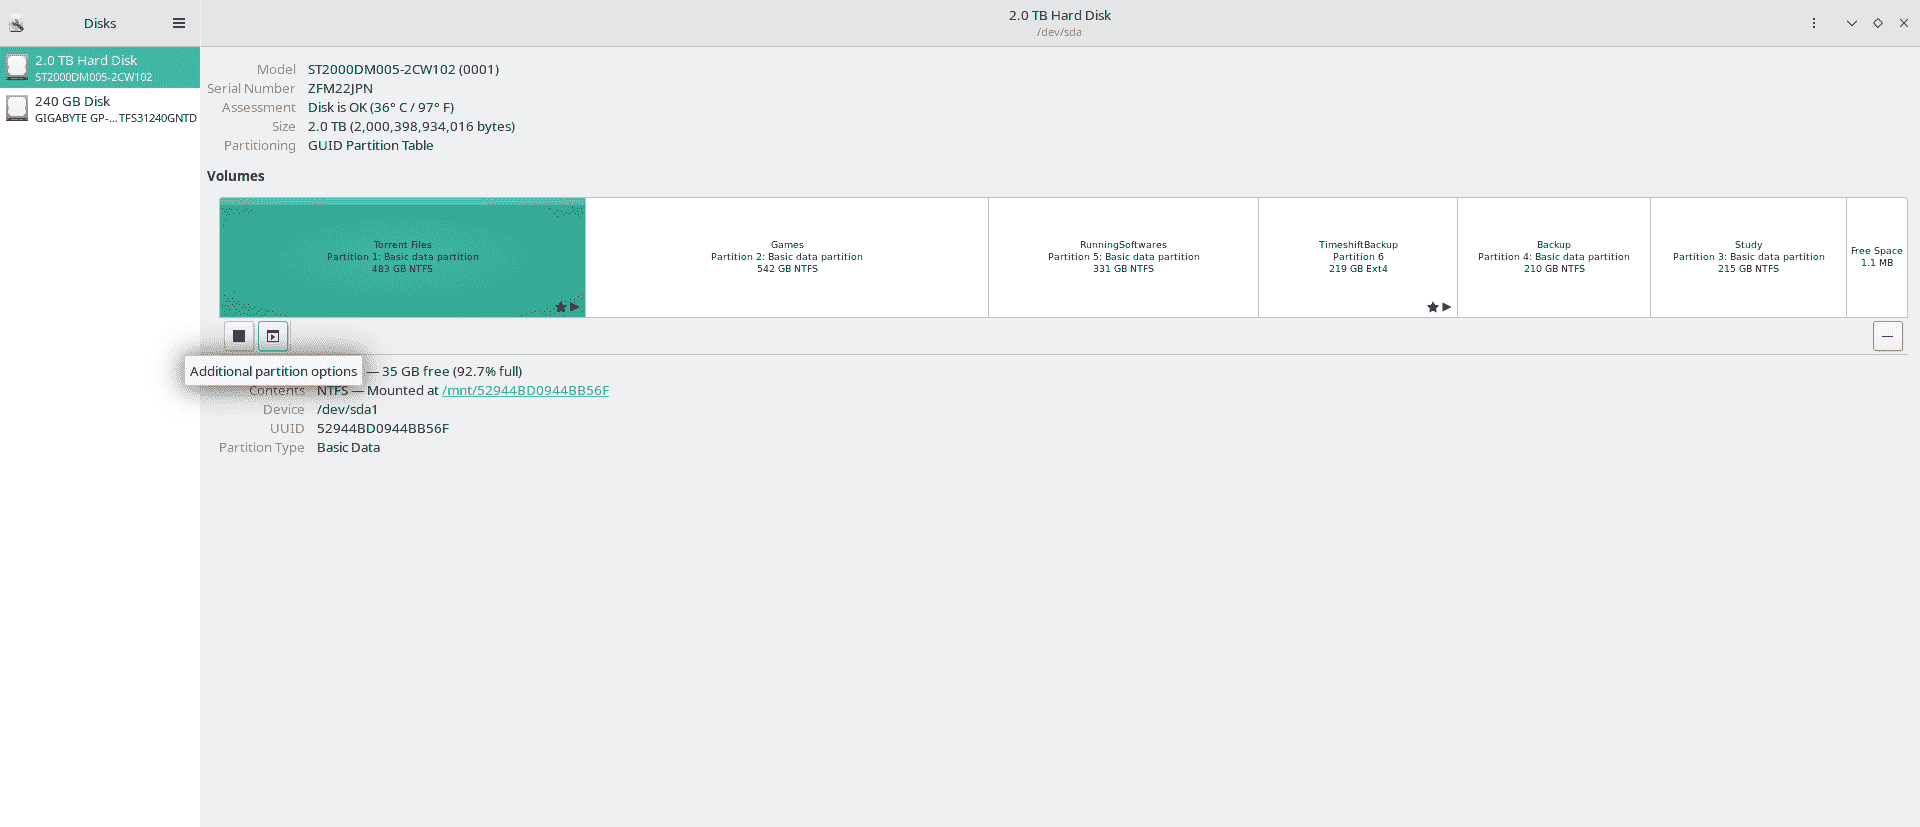 Disks
2.0 TB Hard Disk
/dev/sda
2.0 TB Hard Disk
ST2000DM005-2CW102
240 GB Disk
GIGABYTE GP-...TFS31240GNTD
Model ST2000DM005-2CW102 (0001)
Serial Number ZFM22JPN
Assessment Disk is OK (36° C / 97° F)
Size 2.0 TB (2,000,398,934,016 bytes)
Partitioning GUID Partition Table
Volumes
Torrent Files
Partition 1: Basic data partition
483 GB NTFS
Games
Partition 2: Basic data partition
542 GB NTFS
RunningSoftwares
Partition 5: Basic data partition
331 GB NTFS
TimeshiftBackup
Partition 6
219 GB Ext4
Backup
Partition 4: Basic data partition
210 GB NTFS
Study
Partition 3: Basic data partition
215 GB NTFS
Free Space
1.1 MB
Additional partition options
— 35 GB free (92.7% full)
Contents NTFS — Mounted at /mnt/52944BD0944BB56F
Device /dev/sda1
UUID 52944BD0944BB56F
Partition Type Basic Data